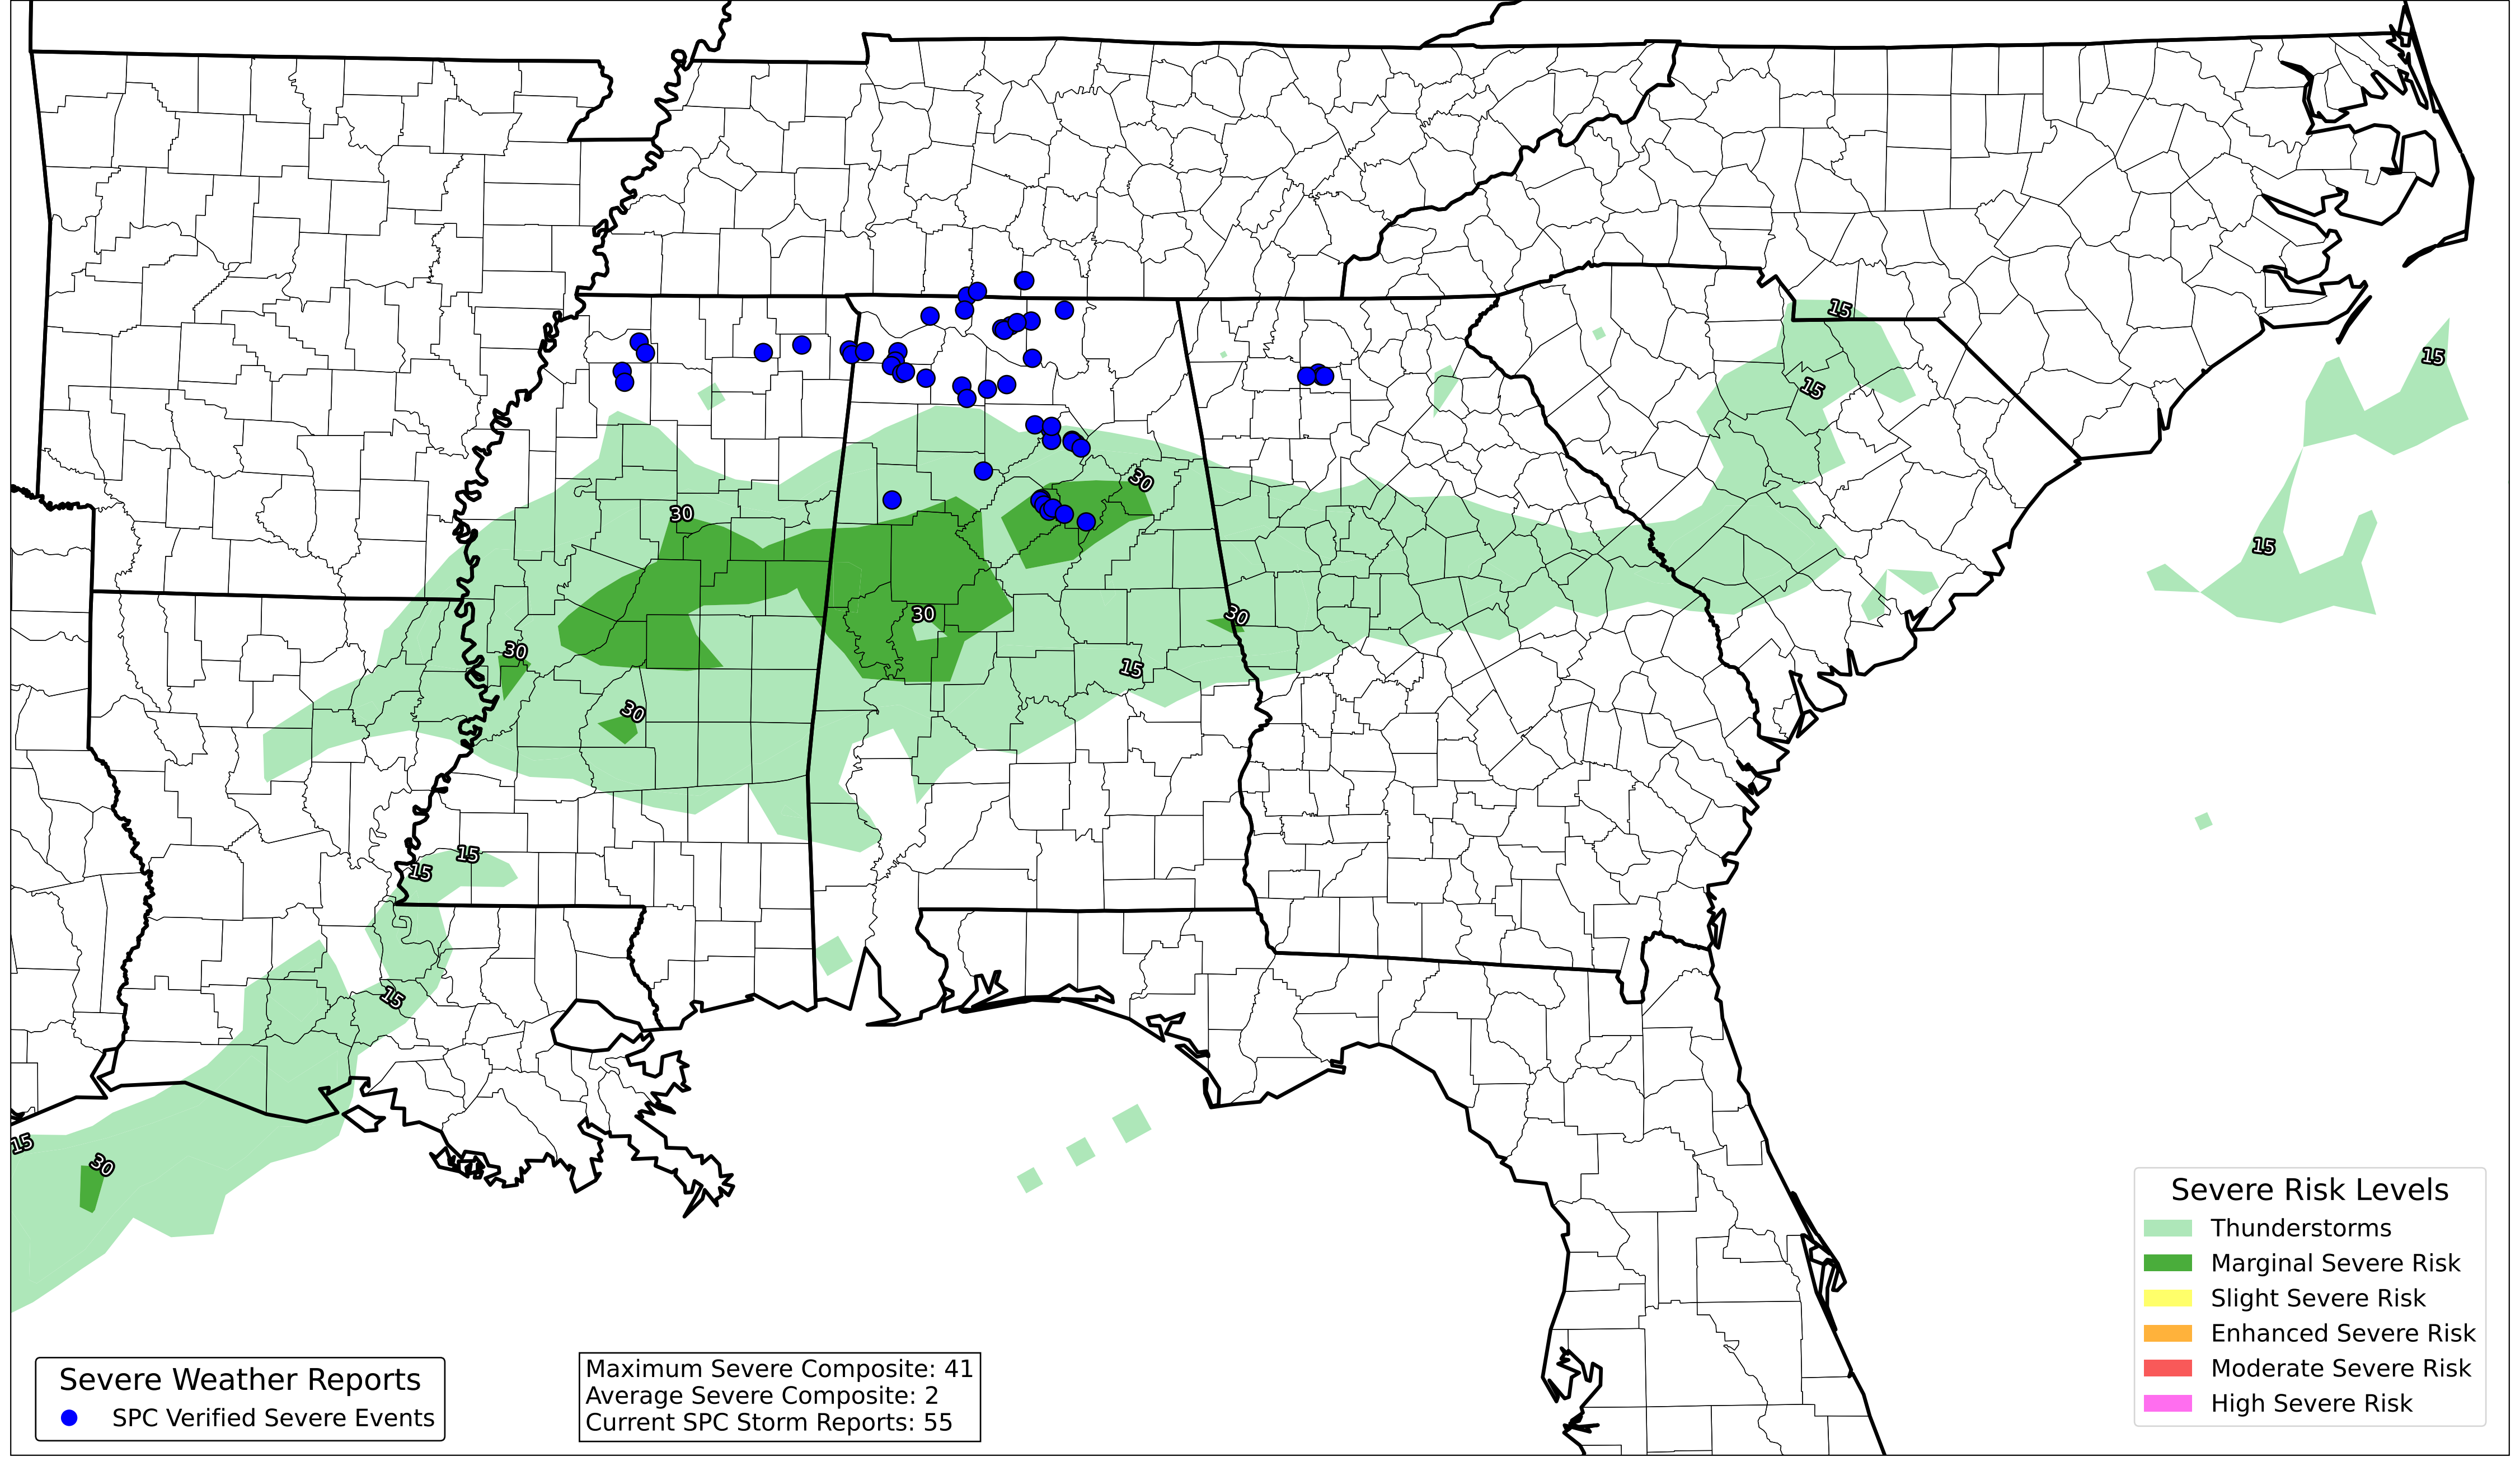 15
15
15
30
30
15
30
30
30
15
30
15
15
15
15
30
Severe Risk Levels
Thunderstorms
Marginal Severe Risk
Slight Severe Risk
Enhanced Severe Risk
Moderate Severe Risk
High Severe Risk
Severe Weather Reports
SPC Verified Severe Events
Maximum Severe Composite: 41
Average Severe Composite: 2
Current SPC Storm Reports: 55